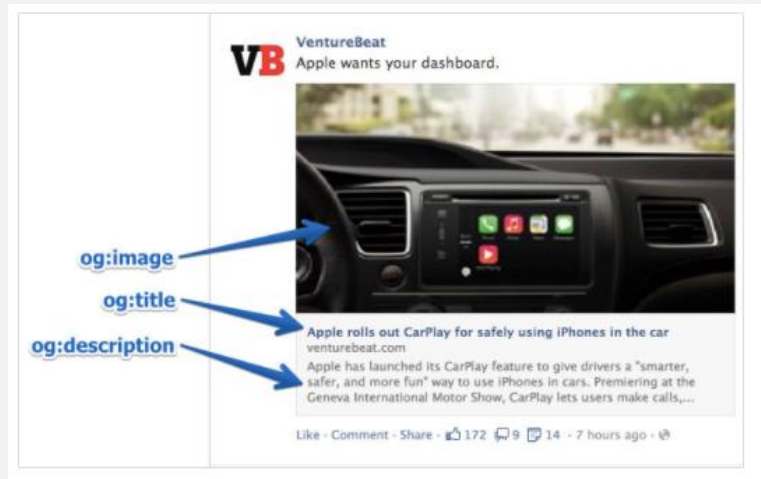 VB
VentureBeat
Apple wants your dashboard.
og:image
og:title
og:description
Apple rolls out CarPlay for safely using iPhones in the car
venturebeat.com
Apple has launched its CarPlay feature to give drivers a "smarter,
safer, and more fun" way to use iPhones in cars. Premiering at the
Geneva International Motor Show, CarPlay lets users make calls,...
Like · Comment · Share · 172 9 14 · 7 hours ago ·